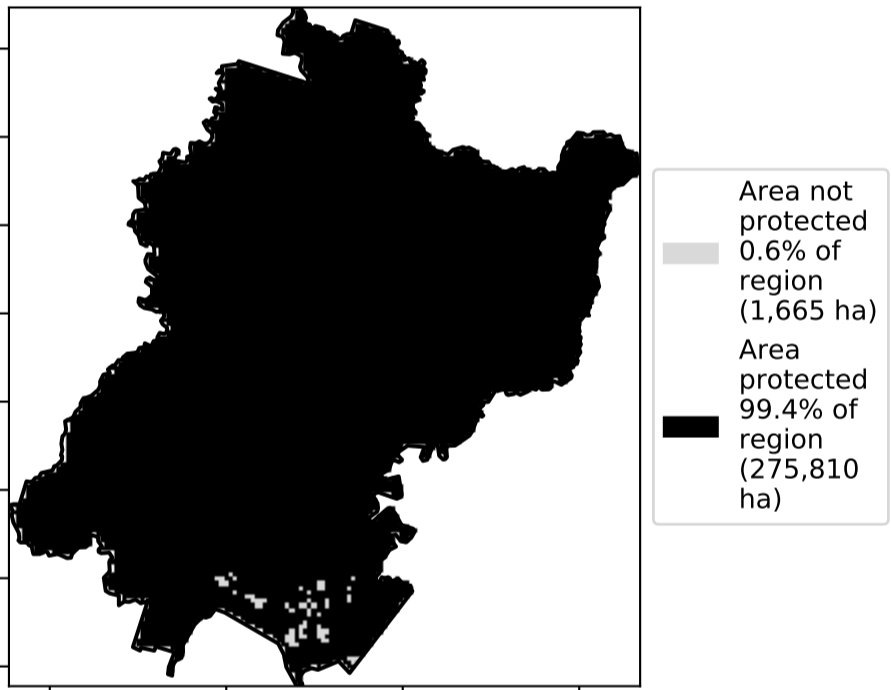 Area not
protected
0.6% of
region
(1,665 ha)
Area
protected
99.4% of
region
(275,810
ha)